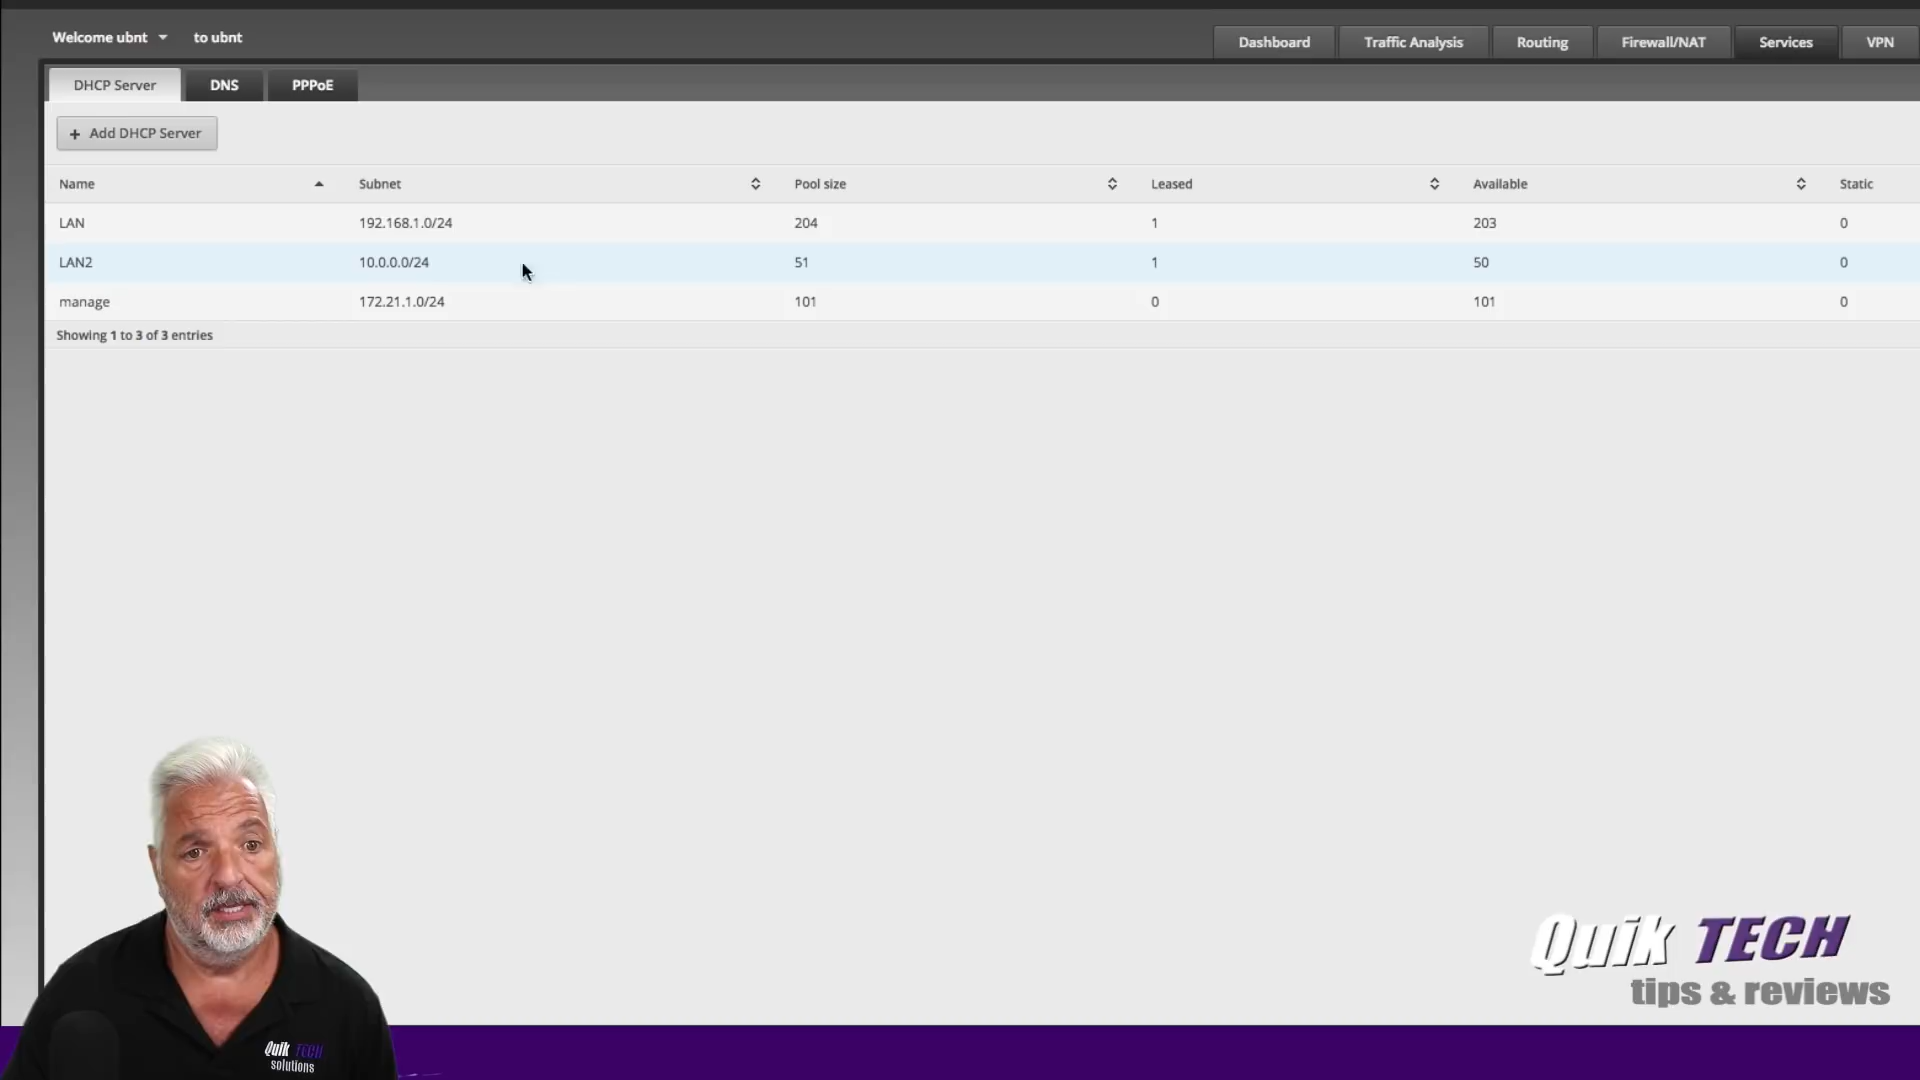 Welcome ubnt to ubnt
Dashboard Traffic Analysis Routing Firewall/NAT Services VPN
DHCP Server DNS PPPoE
+ Add DHCP Server
Name Subnet Pool size Leased Available Static
LAN 192.168.1.0/24 204 1 203 0
LAN2 10.0.0.0/24 51 1 50 0
manage 172.21.1.0/24 101 0 101 0
Showing 1 to 3 of 3 entries
Quik TECH
tips & reviews
Quik TECH
solutions